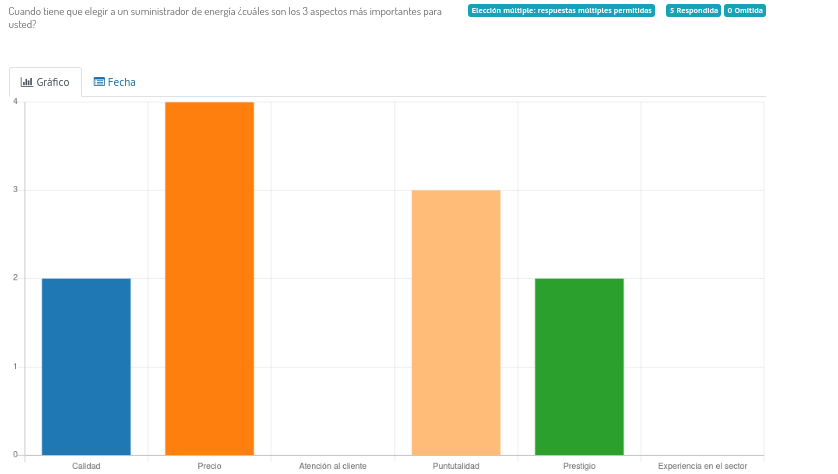 Cuando tiene que elegir a un suministrador de energía ¿cuáles son los 3 aspectos más importantes para
usted?
Elección múltiple: respuestas múltiples permitidas
5 Respondida
0 Omitida
Gráfico
Fecha
4
3
2
1
0
Calidad
Precio
Atención al cliente
Puntutalidad
Prestigio
Experiencia en el sector